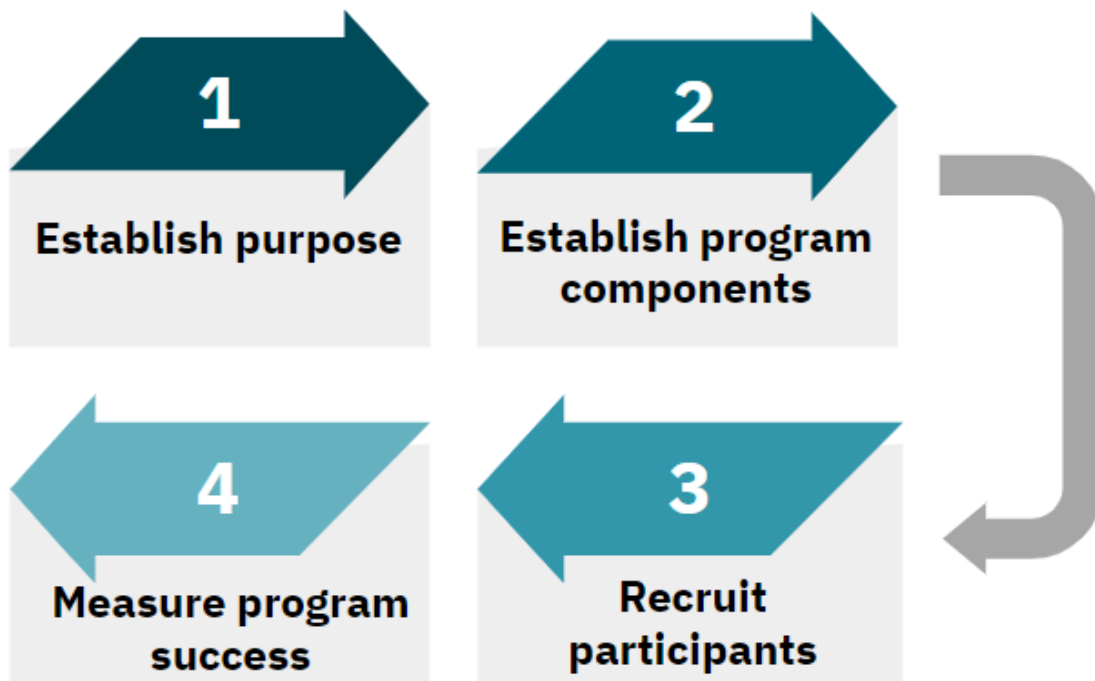 1
Establish purpose
2
Establish program
components
3
Recruit
participants
4
Measure program
success